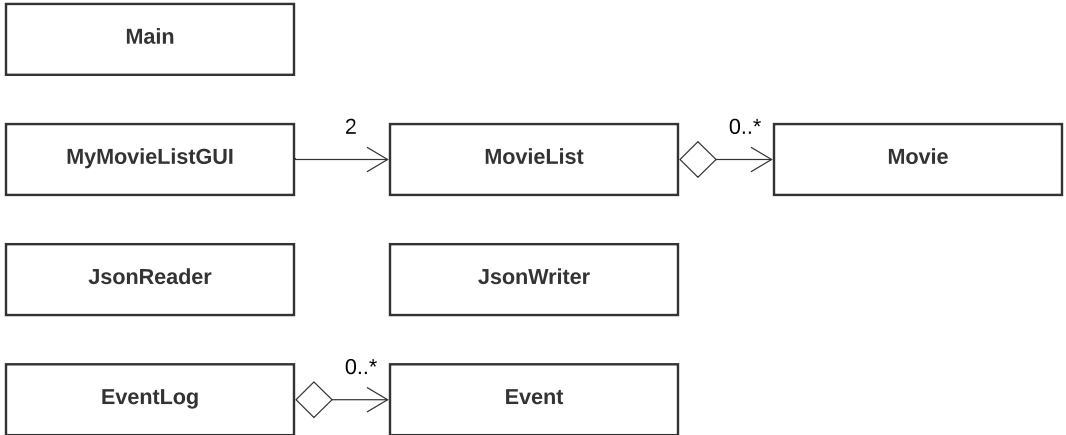 Main
2
0..*
MyMovieListGUI
MovieList
Movie
JsonReader
JsonWriter
0..*
EventLog
Event